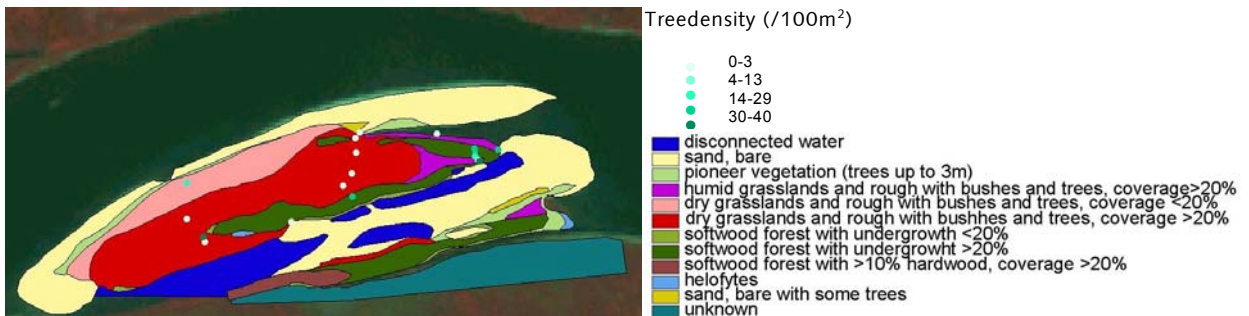 Treedensity (/100m²)
0-3
4-13
14-29
30-40
disconnected water
sand, bare
pioneer vegetation (trees up to 3m)
humid grasslands and rough with bushes and trees, coverage>20%
dry grasslands and rough with bushes and trees, coverage <20%
dry grasslands and rough with bushhes and trees, coverage >20%
softwood forest with undergrowth <20%
softwood forest with undergrowht >20%
softwood forest with >10% hardwood, coverage >20%
helofytes
sand, bare with some trees
unknown